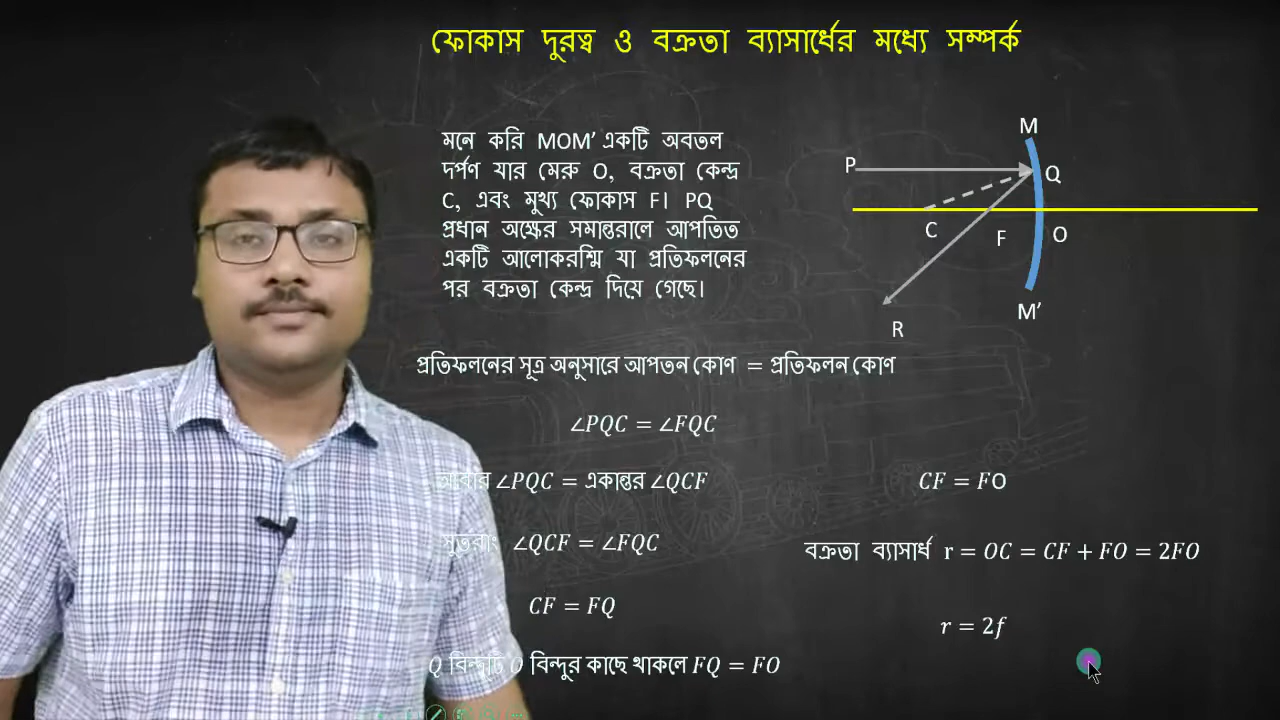 ফোকাস দুরত্ব ও বক্রতা ব্যাসার্ধের মধ্যে সম্পর্ক
মনে করি MOM’ একটি অবতল
দর্পণ যার মেরু O, বক্রতা কেন্দ্র
C, এবং মুখ্য ফোকাস F। PQ
প্রধান অক্ষের সমান্তরালে আপতিত
একটি আলোকরশ্মি যা প্রতিফলনের
পর বক্রতা কেন্দ্র দিয়ে গেছে।
M
P
Q
C
F
O
M’
R
প্রতিফলনের সূত্র অনুসারে আপতন কোণ = প্রতিফলন কোণ
∠PQC = ∠FQC
আবার ∠PQC = একান্তর ∠QCF
সুতরাং ∠QCF = ∠FQC
CF = FQ
Q বিন্দুটি O বিন্দুর কাছে থাকলে FQ = FO
CF = FO
বক্রতা ব্যাসার্ধ r = OC = CF + FO = 2FO
r = 2f